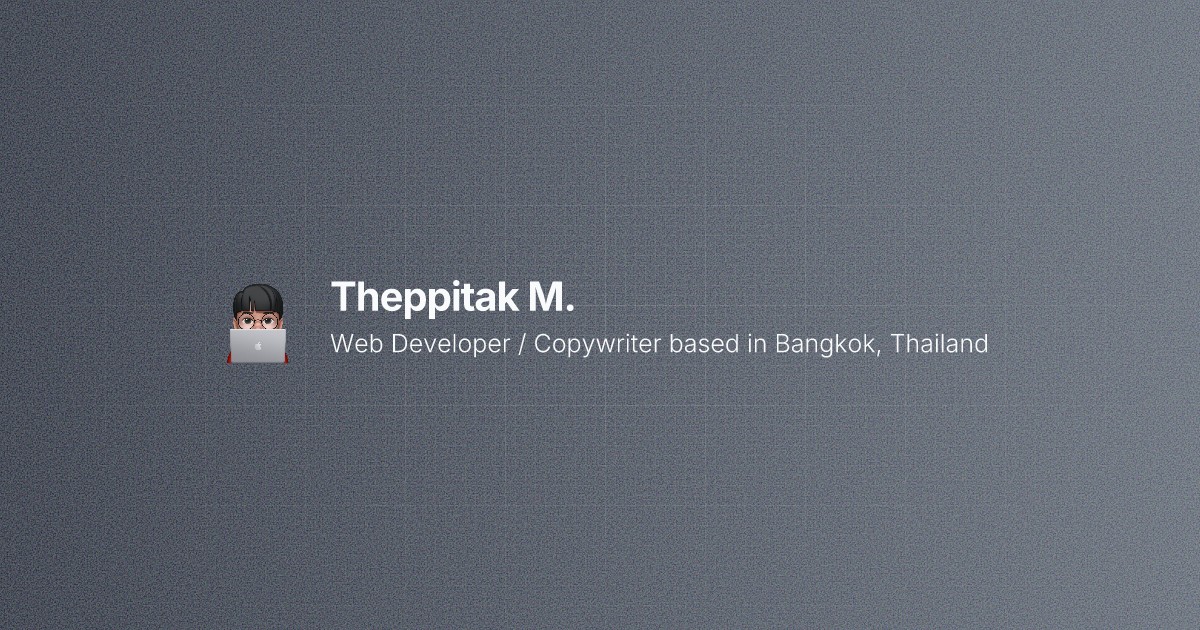 Theppitak M.
Web Developer / Copywriter based in Bangkok, Thailand